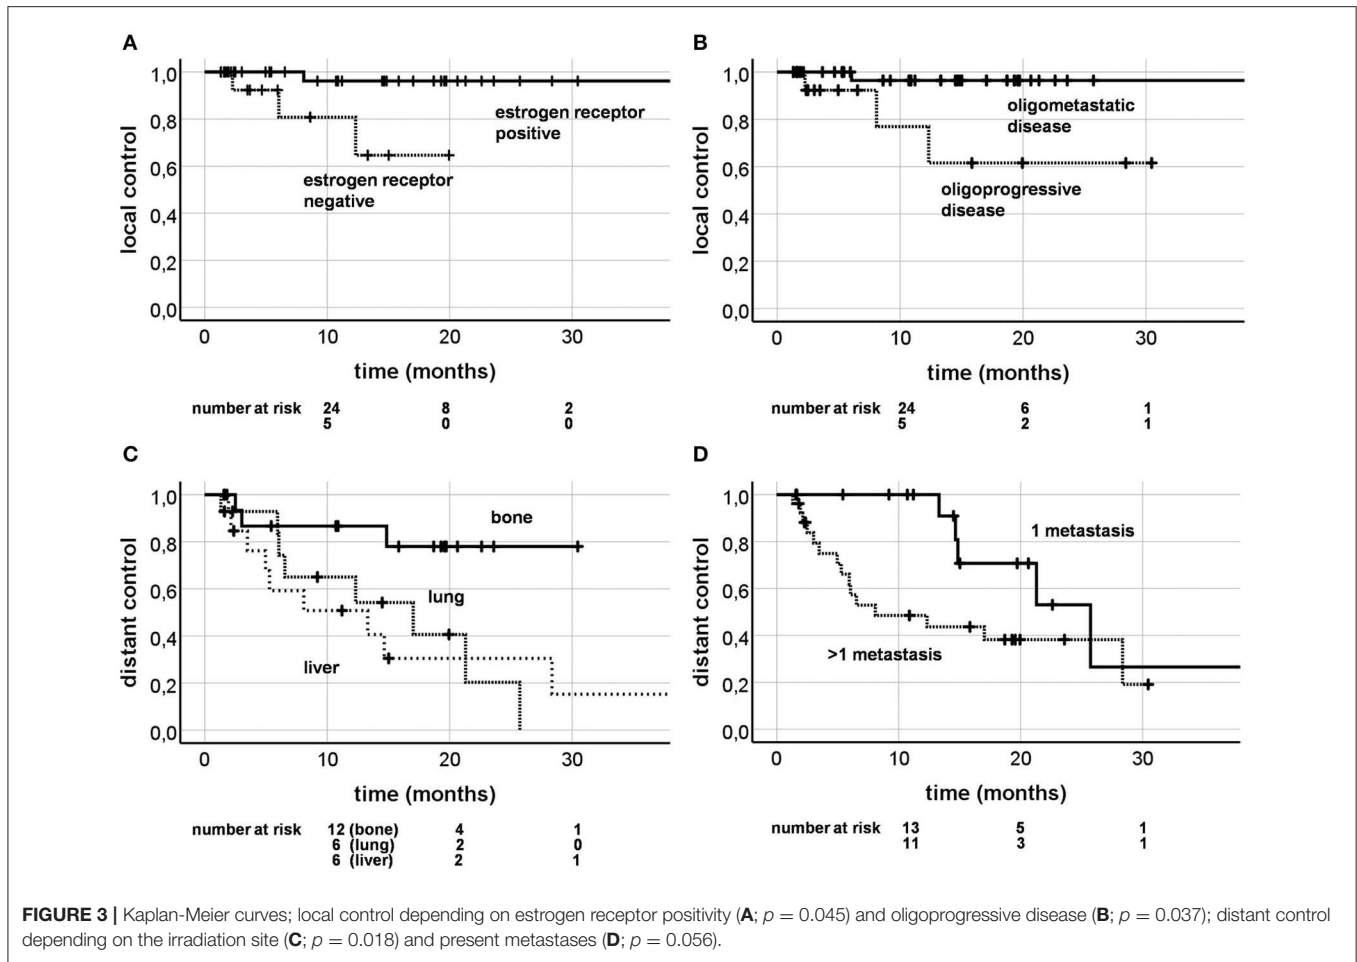 A
1,0
0,8
0,6
0,4
0,2
0,0
local control
estrogen receptor
positive
estrogen receptor
negative
0 10 20 30
time (months)
number at risk 24 8 2
5 0 0
B
1,0
0,8
0,6
0,4
0,2
0,0
local control
oligometastatic
disease
oligoprogressive
disease
0 10 20 30
time (months)
number at risk 24 6 1
5 2 1
C
1,0
0,8
0,6
0,4
0,2
0,0
distant control
bone
lung
liver
0 10 20 30
time (months)
number at risk 12 (bone) 4 1
6 (lung) 2 0
6 (liver) 2 1
D
1,0
0,8
0,6
0,4
0,2
0,0
distant control
1 metastasis
>1 metastasis
0 10 20 30
time (months)
number at risk 13 5 1
11 3 1
FIGURE 3 | Kaplan-Meier curves; local control depending on estrogen receptor positivity (A; p = 0.045) and oligoprogressive disease (B; p = 0.037); distant control
depending on the irradiation site (C; p = 0.018) and present metastases (D; p = 0.056).